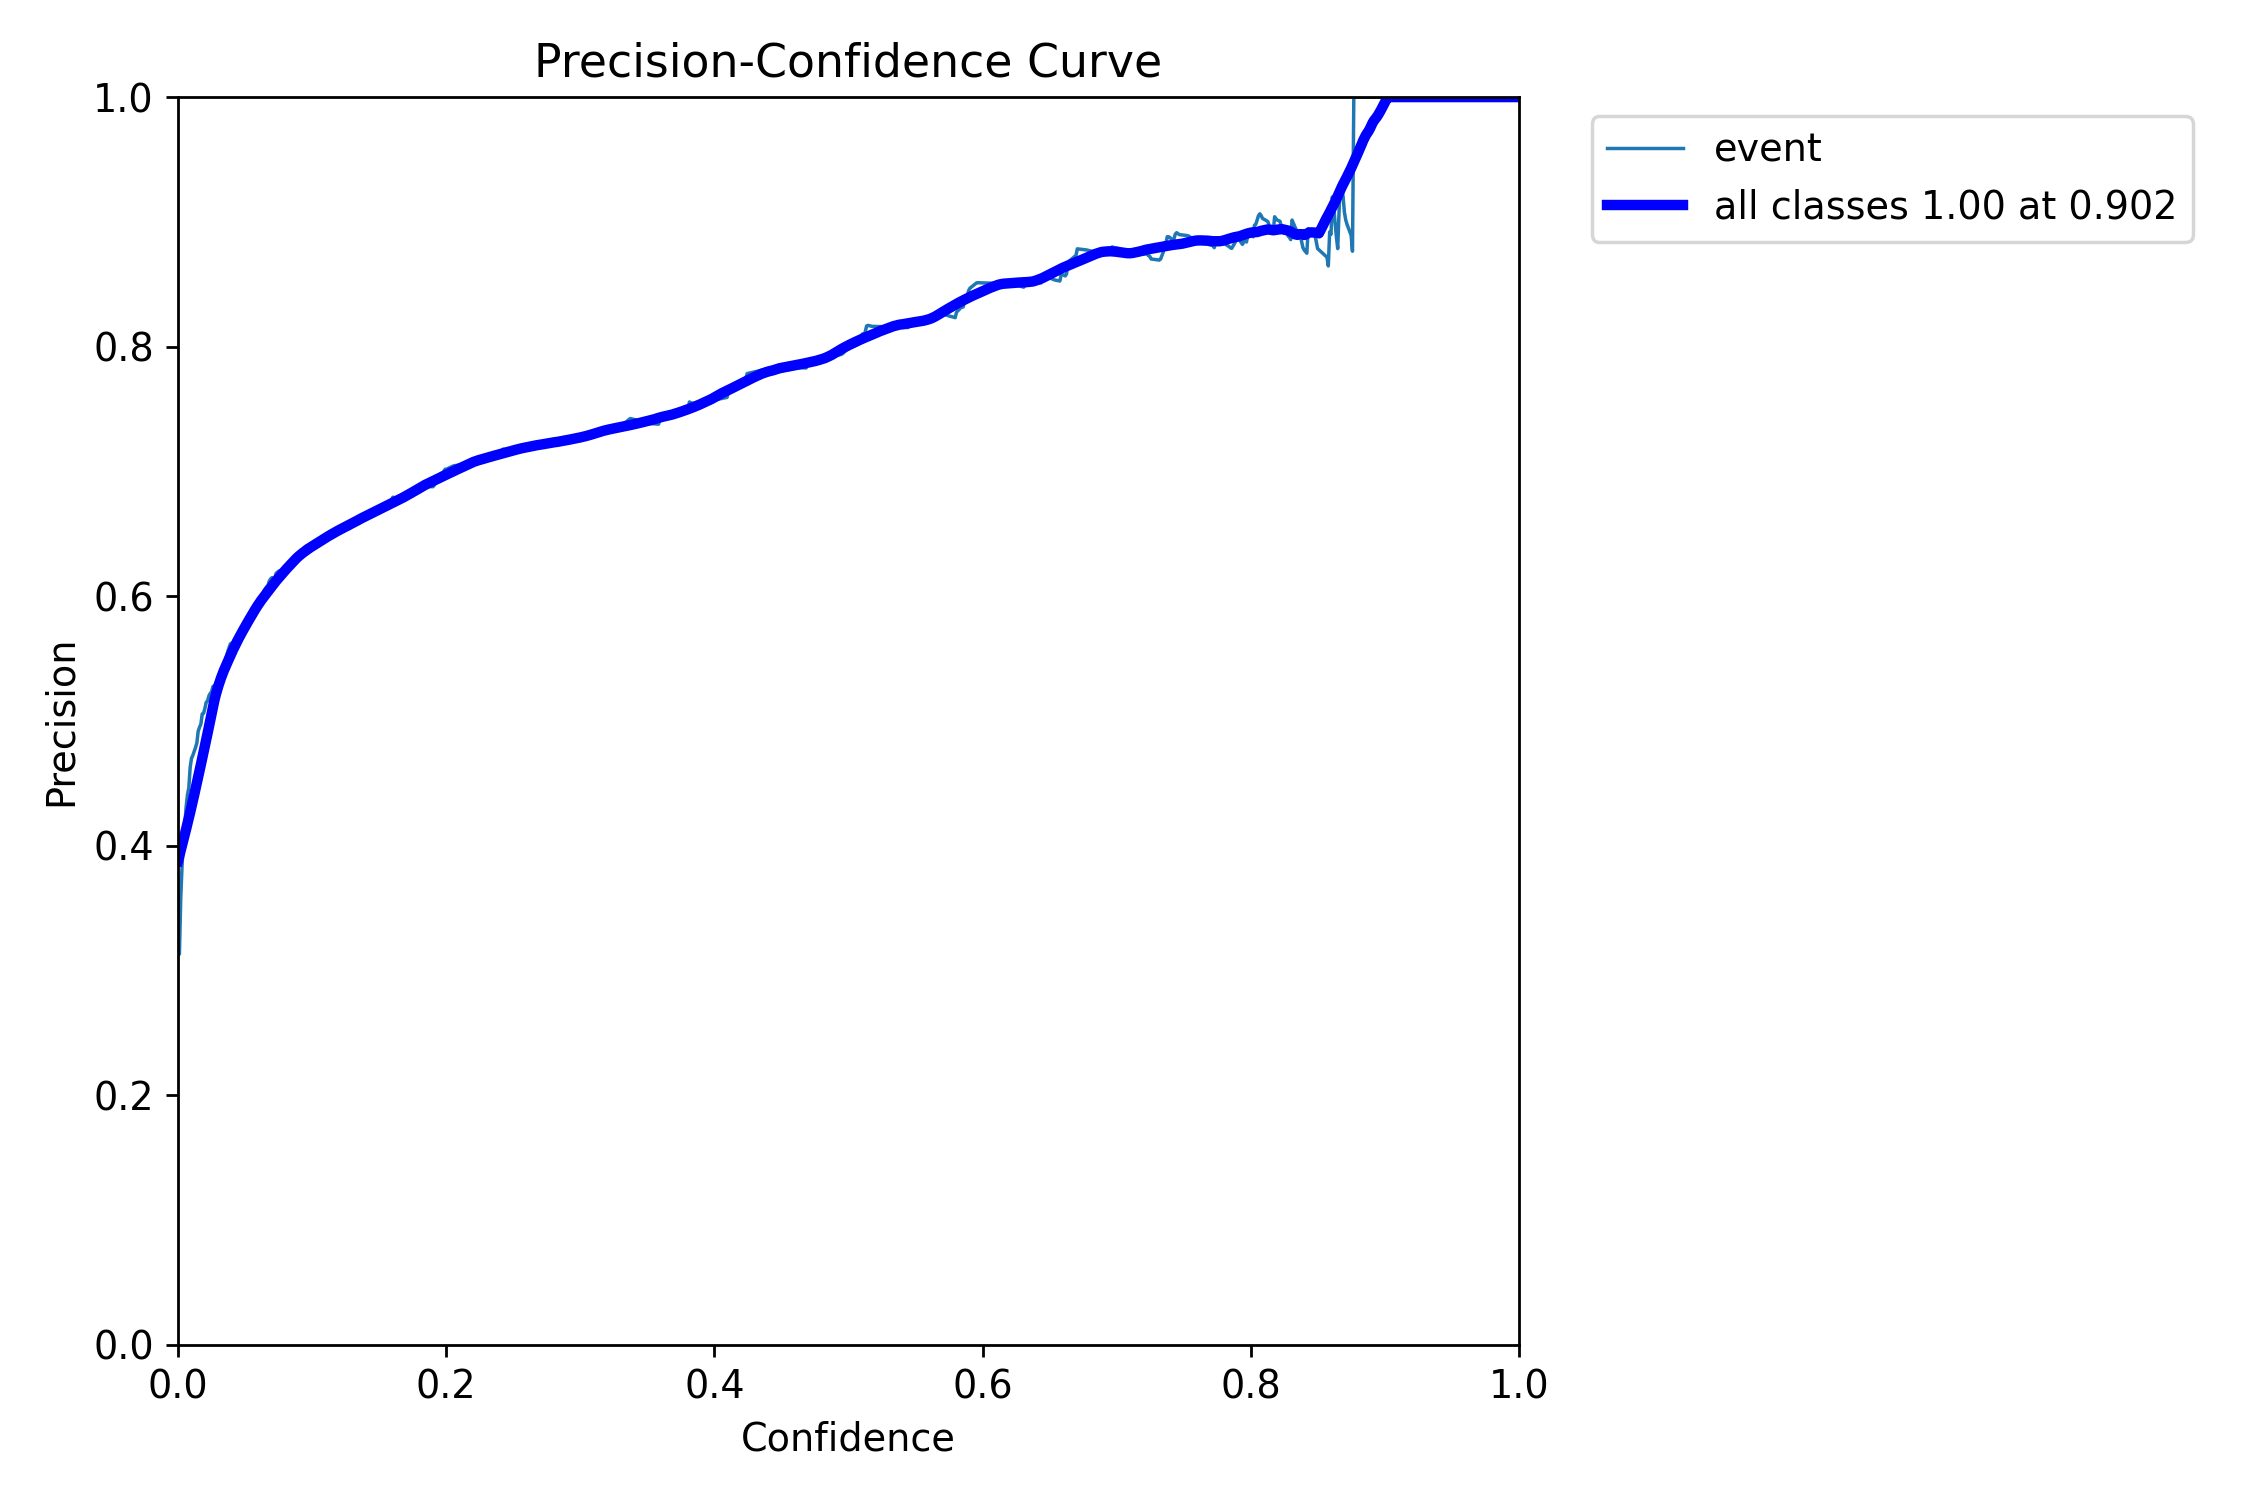 Precision-Confidence Curve
1.0
0.8
0.6
0.4
0.2
0.0
Precision
0.0 0.2 0.4 0.6 0.8 1.0
Confidence
event
all classes 1.00 at 0.902